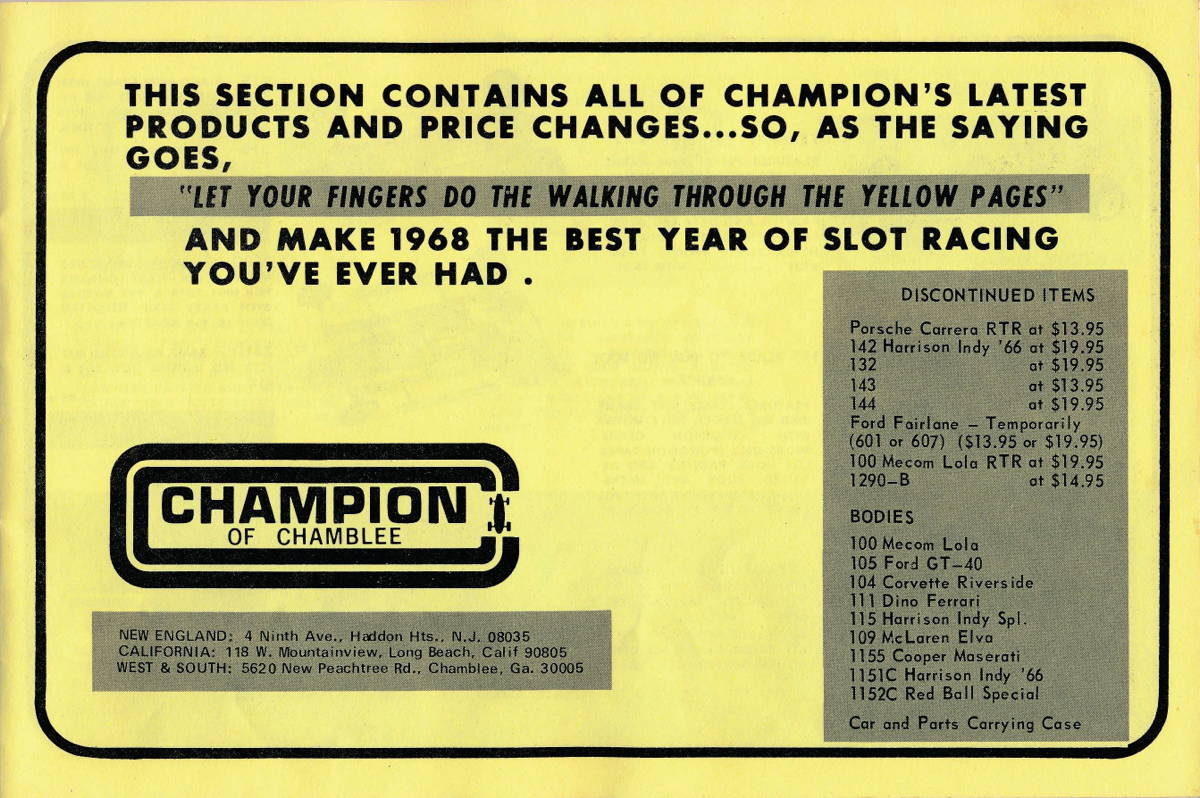 THIS SECTION CONTAINS ALL OF CHAMPION'S LATEST
PRODUCTS AND PRICE CHANGES...SO, AS THE SAYING
GOES,
"LET YOUR FINGERS DO THE WALKING THROUGH THE YELLOW PAGES"
AND MAKE 1968 THE BEST YEAR OF SLOT RACING
YOU'VE EVER HAD .
CHAMPION
OF CHAMBLEE
NEW ENGLAND: 4 Ninth Ave., Haddon Hts., N.J. 08035
CALIFORNIA: 118 W. Mountainview, Long Beach, Calif 90805
WEST & SOUTH: 5620 New Peachtree Rd., Chamblee, Ga. 30005
DISCONTINUED ITEMS
Porsche Carrera RTR at $13.95
142 Harrison Indy '66 at $19.95
132 at $19.95
143 at $13.95
144 at $19.95
Ford Fairlane – Temporarily
(601 or 607) ($13.95 or $19.95)
100 Mecom Lola RTR at $19.95
1290–B at $14.95
BODIES
100 Mecom Lola
105 Ford GT–40
104 Corvette Riverside
111 Dino Ferrari
115 Harrison Indy Spl.
109 McLaren Elva
1155 Cooper Maserati
1151C Harrison Indy '66
1152C Red Ball Special
Car and Parts Carrying Case